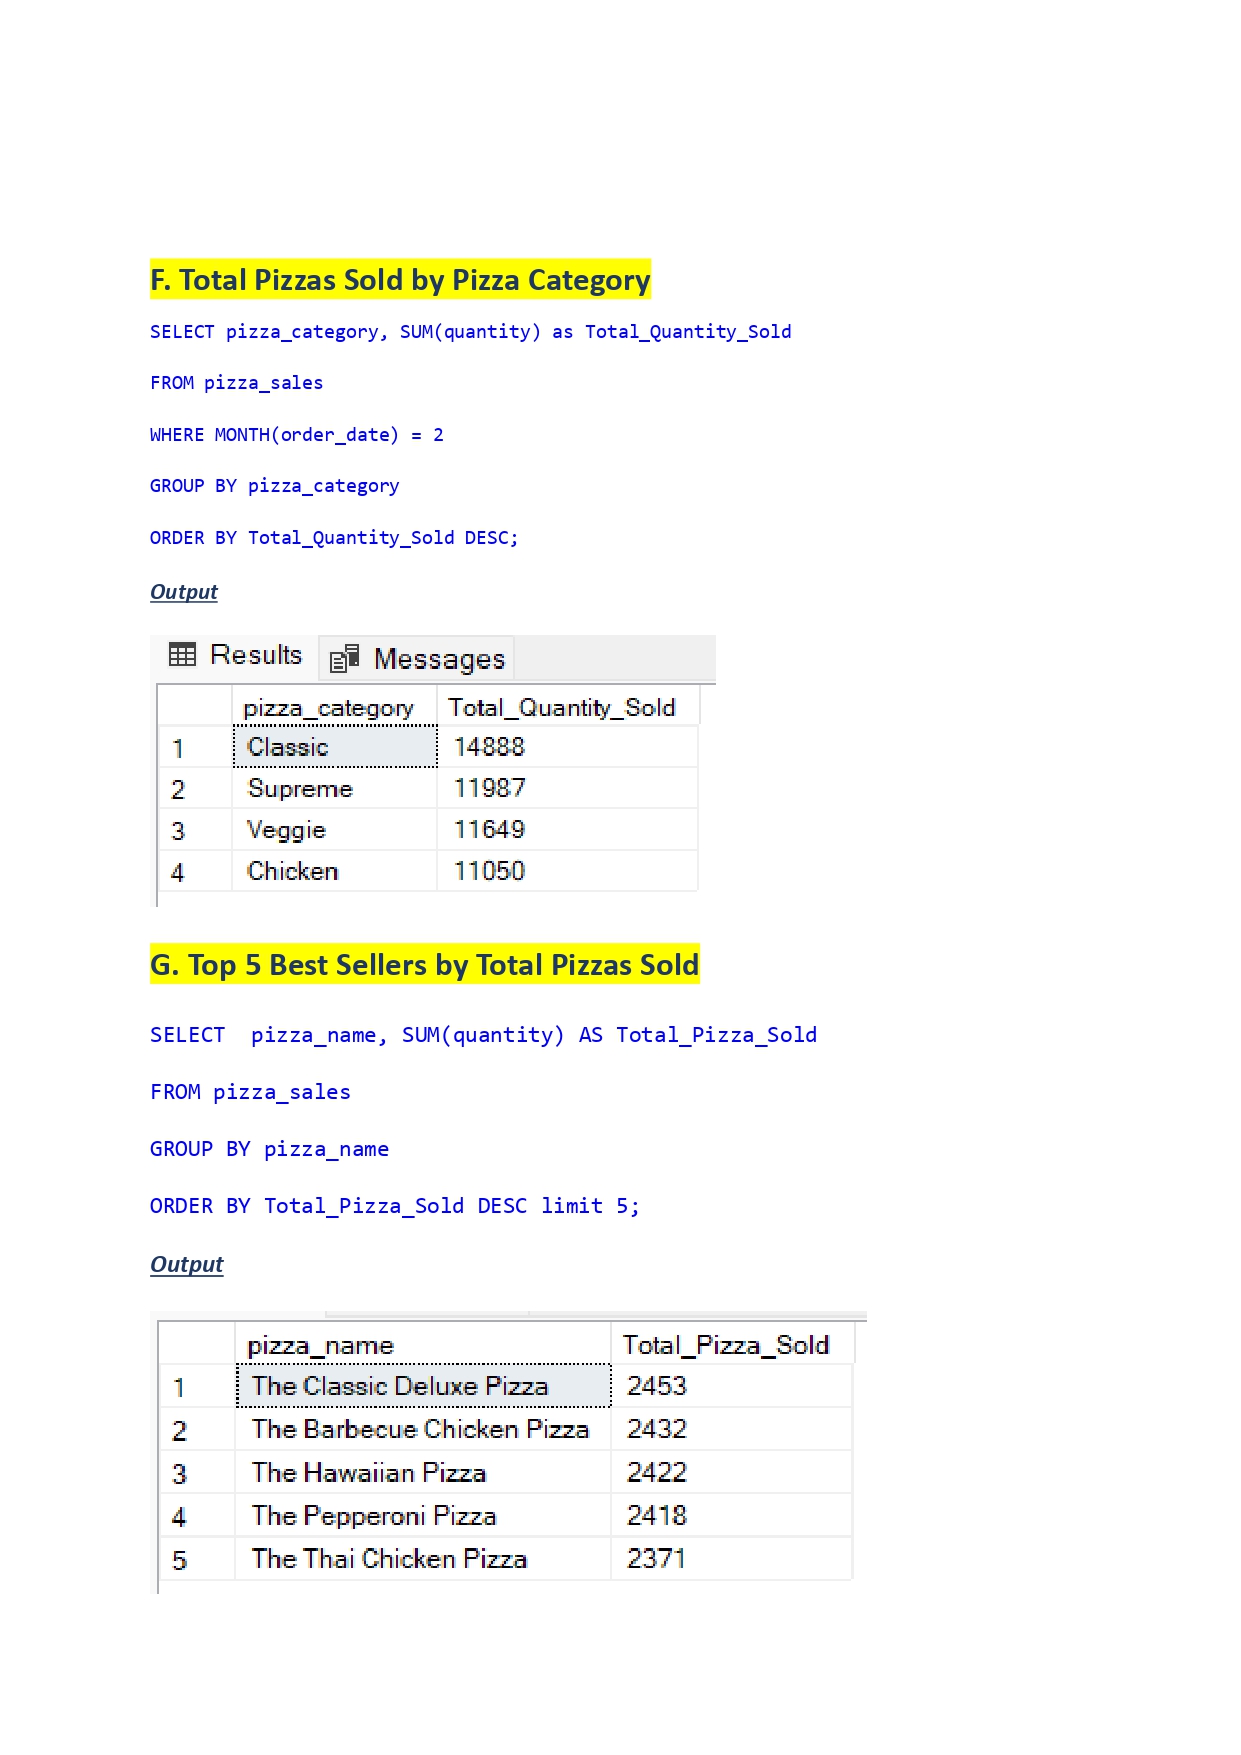 F. Total Pizzas Sold by Pizza Category
SELECT pizza_category, SUM(quantity) as Total_Quantity_Sold
FROM pizza_sales
WHERE MONTH(order_date) = 2
GROUP BY pizza_category
ORDER BY Total_Quantity_Sold DESC;
Output
Results Messages
pizza_category Total_Quantity_Sold
1 Classic 14888
2 Supreme 11987
3 Veggie 11649
4 Chicken 11050
G. Top 5 Best Sellers by Total Pizzas Sold
SELECT  pizza_name, SUM(quantity) AS Total_Pizza_Sold
FROM pizza_sales
GROUP BY pizza_name
ORDER BY Total_Pizza_Sold DESC limit 5;
Output
pizza_name Total_Pizza_Sold
1 The Classic Deluxe Pizza 2453
2 The Barbecue Chicken Pizza 2432
3 The Hawaiian Pizza 2422
4 The Pepperoni Pizza 2418
5 The Thai Chicken Pizza 2371